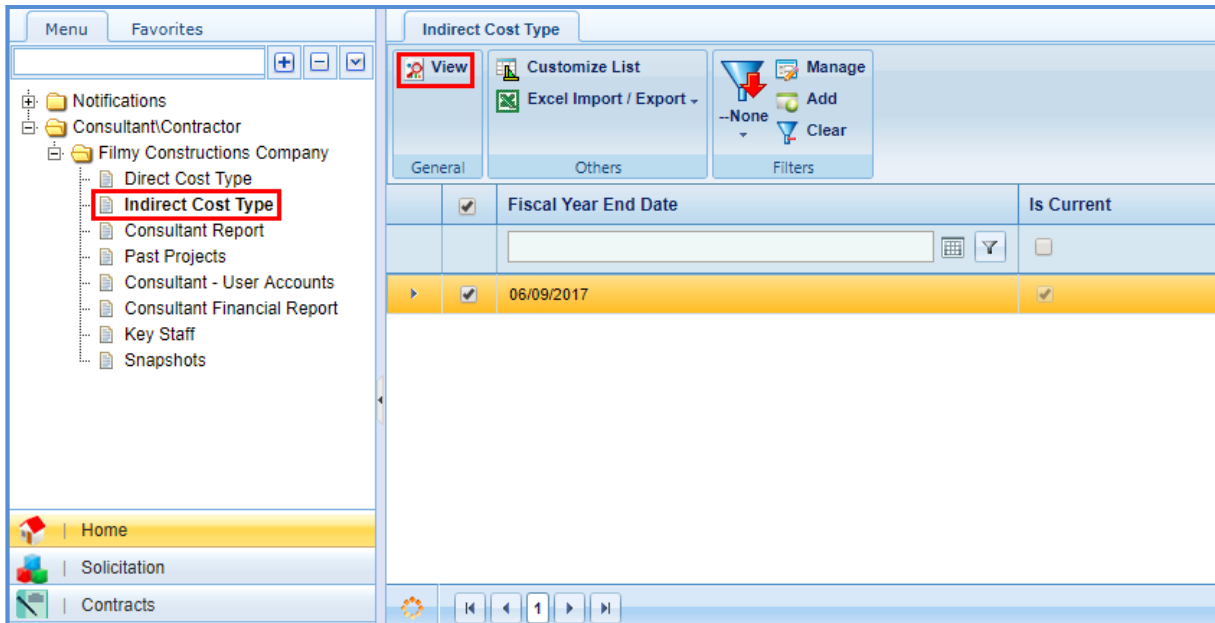 Menu
Favorites
Notifications
Consultant\Contractor
Filmy Constructions Company
Direct Cost Type
Indirect Cost Type
Consultant Report
Past Projects
Consultant - User Accounts
Consultant Financial Report
Key Staff
Snapshots
Home
Solicitation
Contracts
Indirect Cost Type
View
General
Customize List
Excel Import / Export
Others
--None
Manage
Add
Clear
Filters
Fiscal Year End Date
Is Current
06/09/2017
1